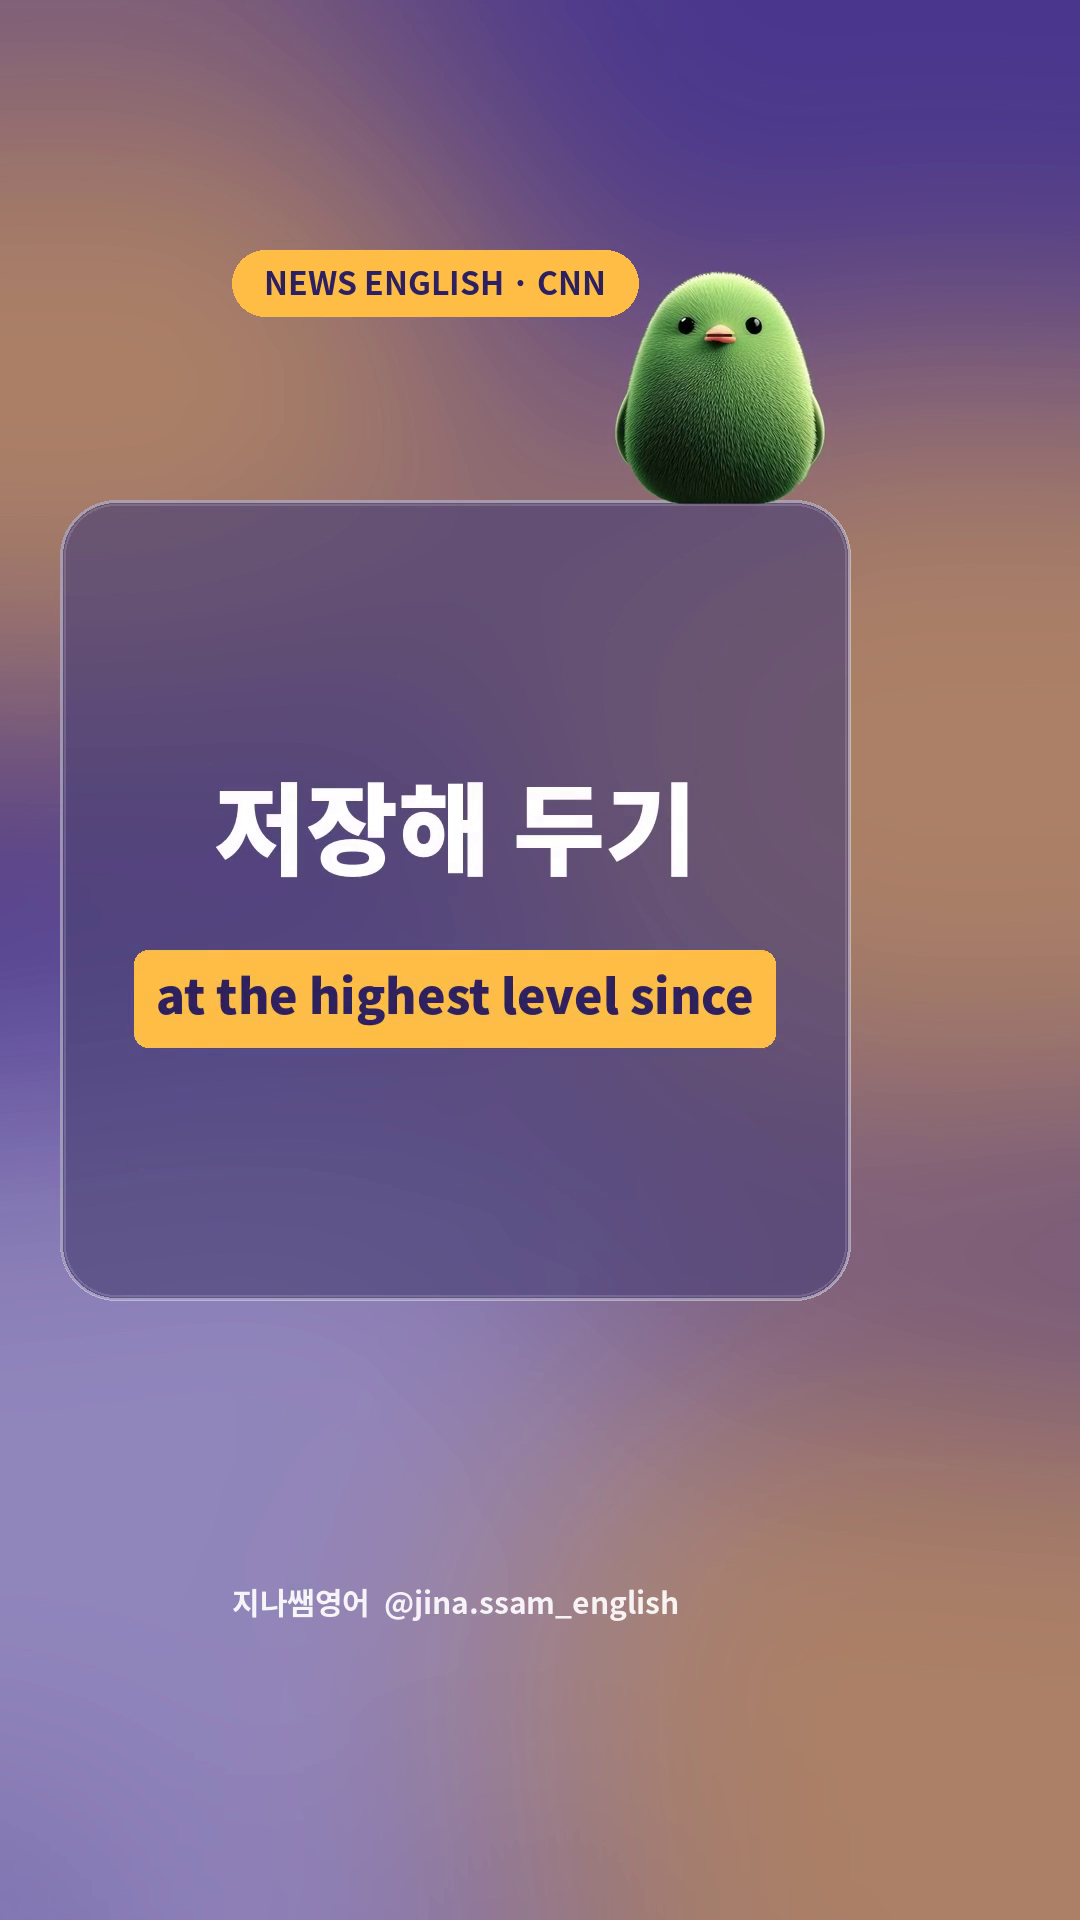 NEWS ENGLISH · CNN
저장해 두기
at the highest level since
지나쌤영어 @jina.ssam_english